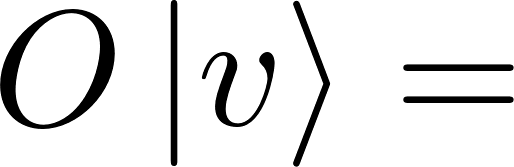 O |v⟩ =